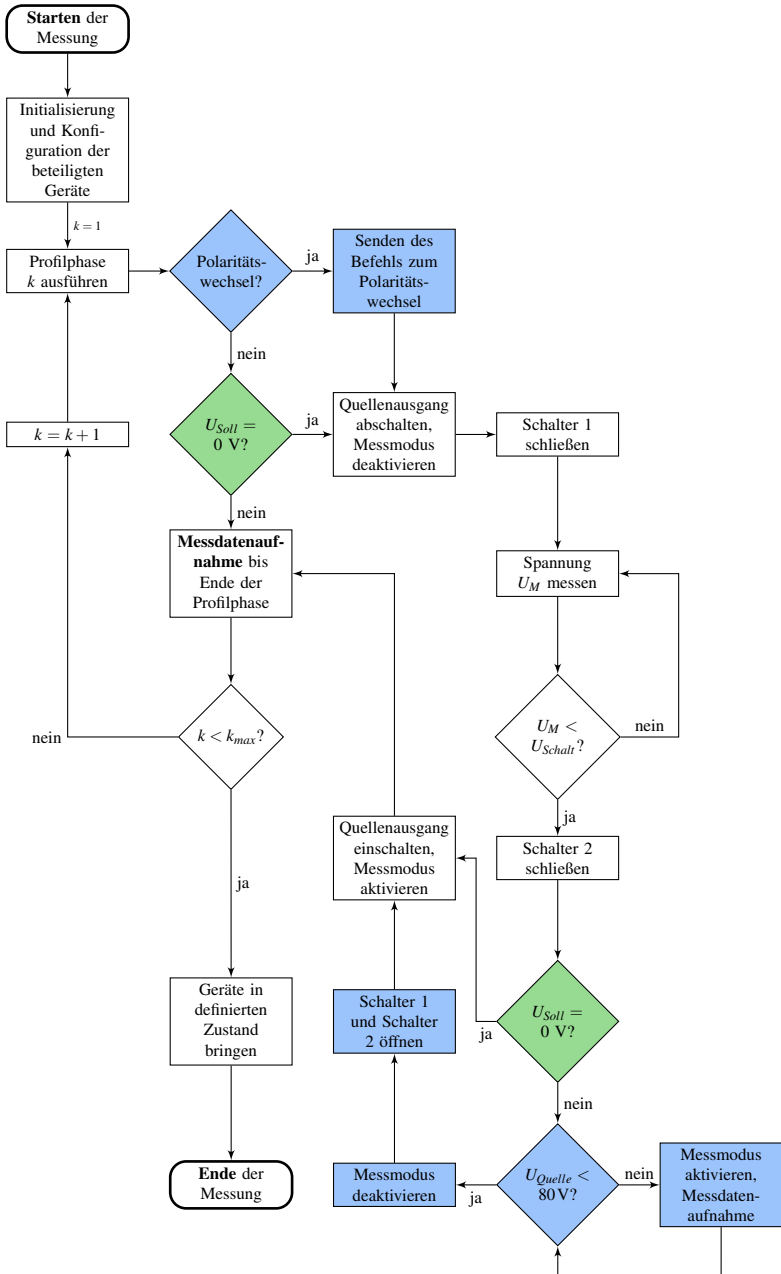 Starten der
Messung
Initialisierung
und Konfi-
guration der
beteiligten
Geräte
k = 1
Profilphase
k ausführen
Polaritäts-
wechsel?
ja
Senden des
Befehls zum
Polaritäts-
wechsel
nein
k = k + 1
U_Soll =
0 V?
ja
Quellenausgang
abschalten,
Messmodus
deaktivieren
Schalter 1
schließen
nein
Messdatenauf-
nahme bis
Ende der
Profilphase
Spannung
U_M messen
nein
k < k_max?
U_M <
U_Schalt?
nein
ja
Quellenausgang
einschalten,
Messmodus
aktivieren
Schalter 2
schließen
ja
Geräte in
definierten
Zustand
bringen
Schalter 1
und Schalter
2 öffnen
U_Soll =
0 V?
ja
nein
Ende der
Messung
Messmodus
deaktivieren
ja
U_Quelle <
80 V?
nein
Messmodus
aktivieren,
Messdaten-
aufnahme